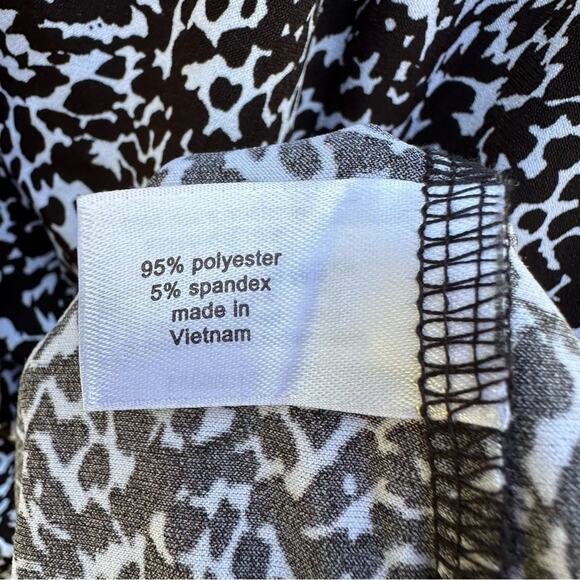 95% polyester
5% spandex
made in
Vietnam